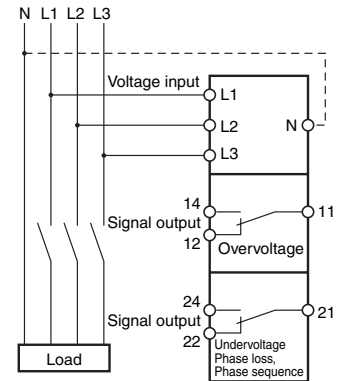 N L1 L2 L3
Voltage input
L1
L2
N
L3
14
11
Signal output
12
Overvoltage
24
21
Signal output
22
Undervoltage
Phase loss,
Phase sequence
Load